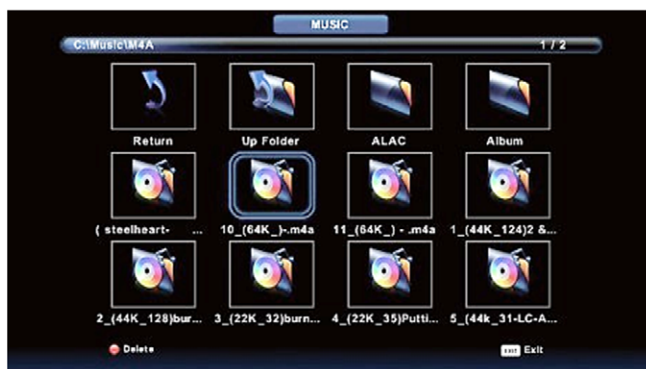 MUSIC
C:\Music\M4A 1 / 2
Return Up Folder ALAC Album
( steelheart- ... 10_(64K_)-.m4a 11_(64K_) - .m4a 1_(44K_124)2 &...
2_(44K_128)bur... 3_(22K_32)burn... 4_(22K_35)Putti... 5_(44k_31-LC-A...
Delete EXIT Exit